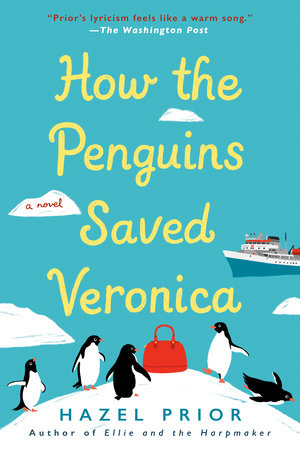 “Prior’s lyricism feels like a warm song.”
—The Washington Post
How the
Penguins
a novel
Saved
Veronica
HAZEL PRIOR
Author of Ellie and the Harpmaker